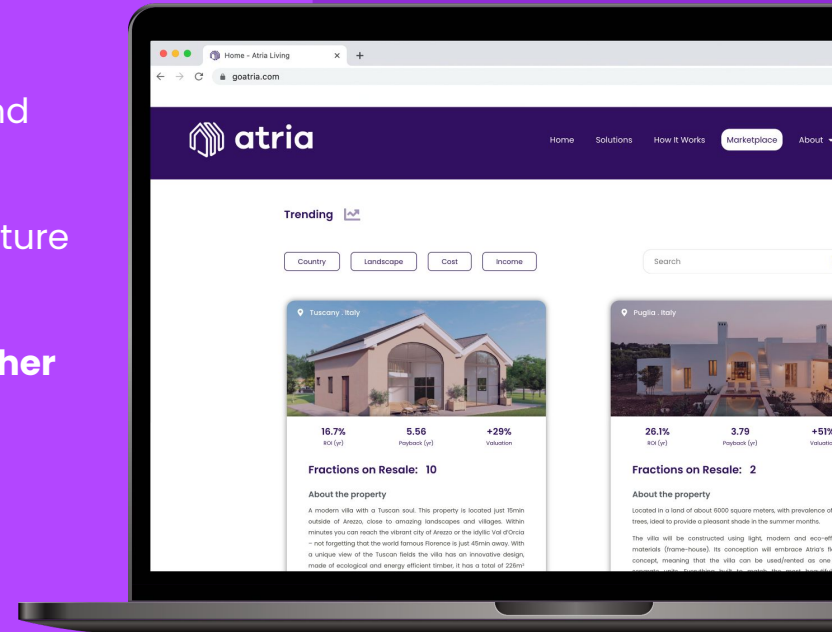 nd
ture
her
Home - Atria Living
goatria.com
atria
Home Solutions How It Works Marketplace About
Trending
Country Landscape Cost Income Search
Tuscany . Italy
16.7% 5.56 +29%
ROI (yr) Payback (yr) Valuation
Fractions on Resale: 10
About the property
A modern villa with a Tuscan soul. This property is located just 15min
outside of Arezzo, close to amazing landscapes and villages. Within
minutes you can reach the vibrant city of Arezzo or the idyllic Val d'Orcia
– not forgetting that the world famous Florence is just 45min away. With
a unique view of the Tuscan fields the villa has an innovative design,
made of ecological and energy efficient timber, it has a total of 226m²
Puglia . Italy
26.1% 3.79 +51%
ROI (yr) Payback (yr) Valuation
Fractions on Resale: 2
About the property
Located in a land of about 6000 square meters, with prevalence of
trees, ideal to provide a pleasant shade in the summer months.
The villa will be constructed using light, modern and eco-eff
materials (frame-house). Its conception will embrace Atria's fl
concept, meaning that the villa can be used/rented as one